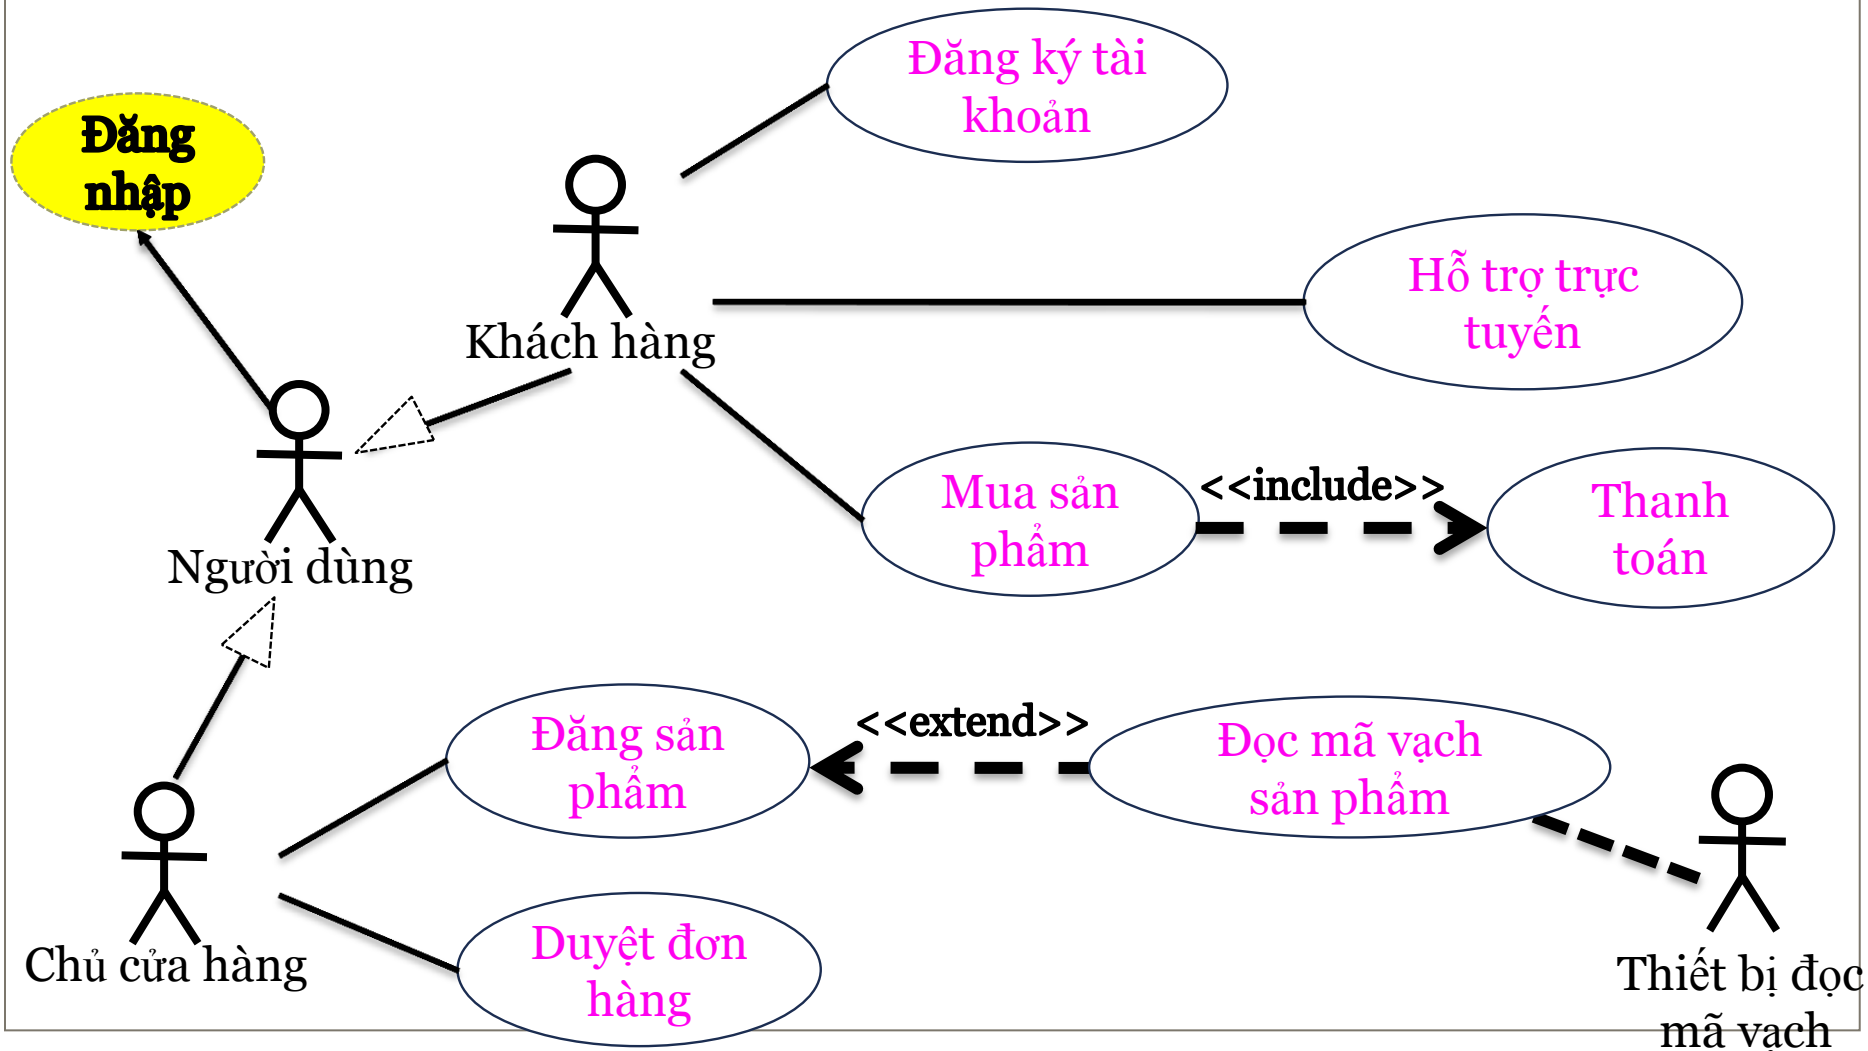 Đăng ký tài
khoản
Đăng
nhập
Hỗ trợ trực
tuyến
Khách hàng
Mua sản
phẩm
<<include>>
Thanh
toán
Người dùng
Đăng sản
phẩm
<<extend>>
Đọc mã vạch
sản phẩm
Duyệt đơn
hàng
Chủ cửa hàng
Thiết bị đọc
mã vạch